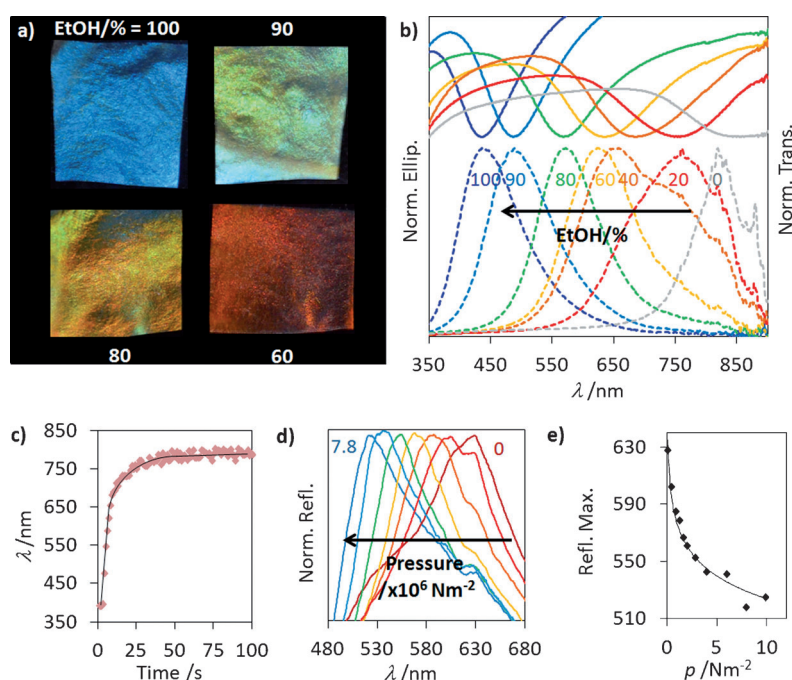 a) EtOH/% = 100 90
80 60
b)
Norm. Ellip.
Norm. Trans.
100 90 80 60 40 20 0
EtOH/%
350 450 550 650 750 850
λ /nm
c)
850
750
650
550
450
350
λ /nm
0 25 50 75 100
Time /s
d)
7.8 0
Norm. Refl.
Pressure
/x10⁶ Nm⁻²
480 530 580 630 680
λ /nm
e)
630
590
550
510
Refl. Max.
0 5 10
p /Nm⁻²